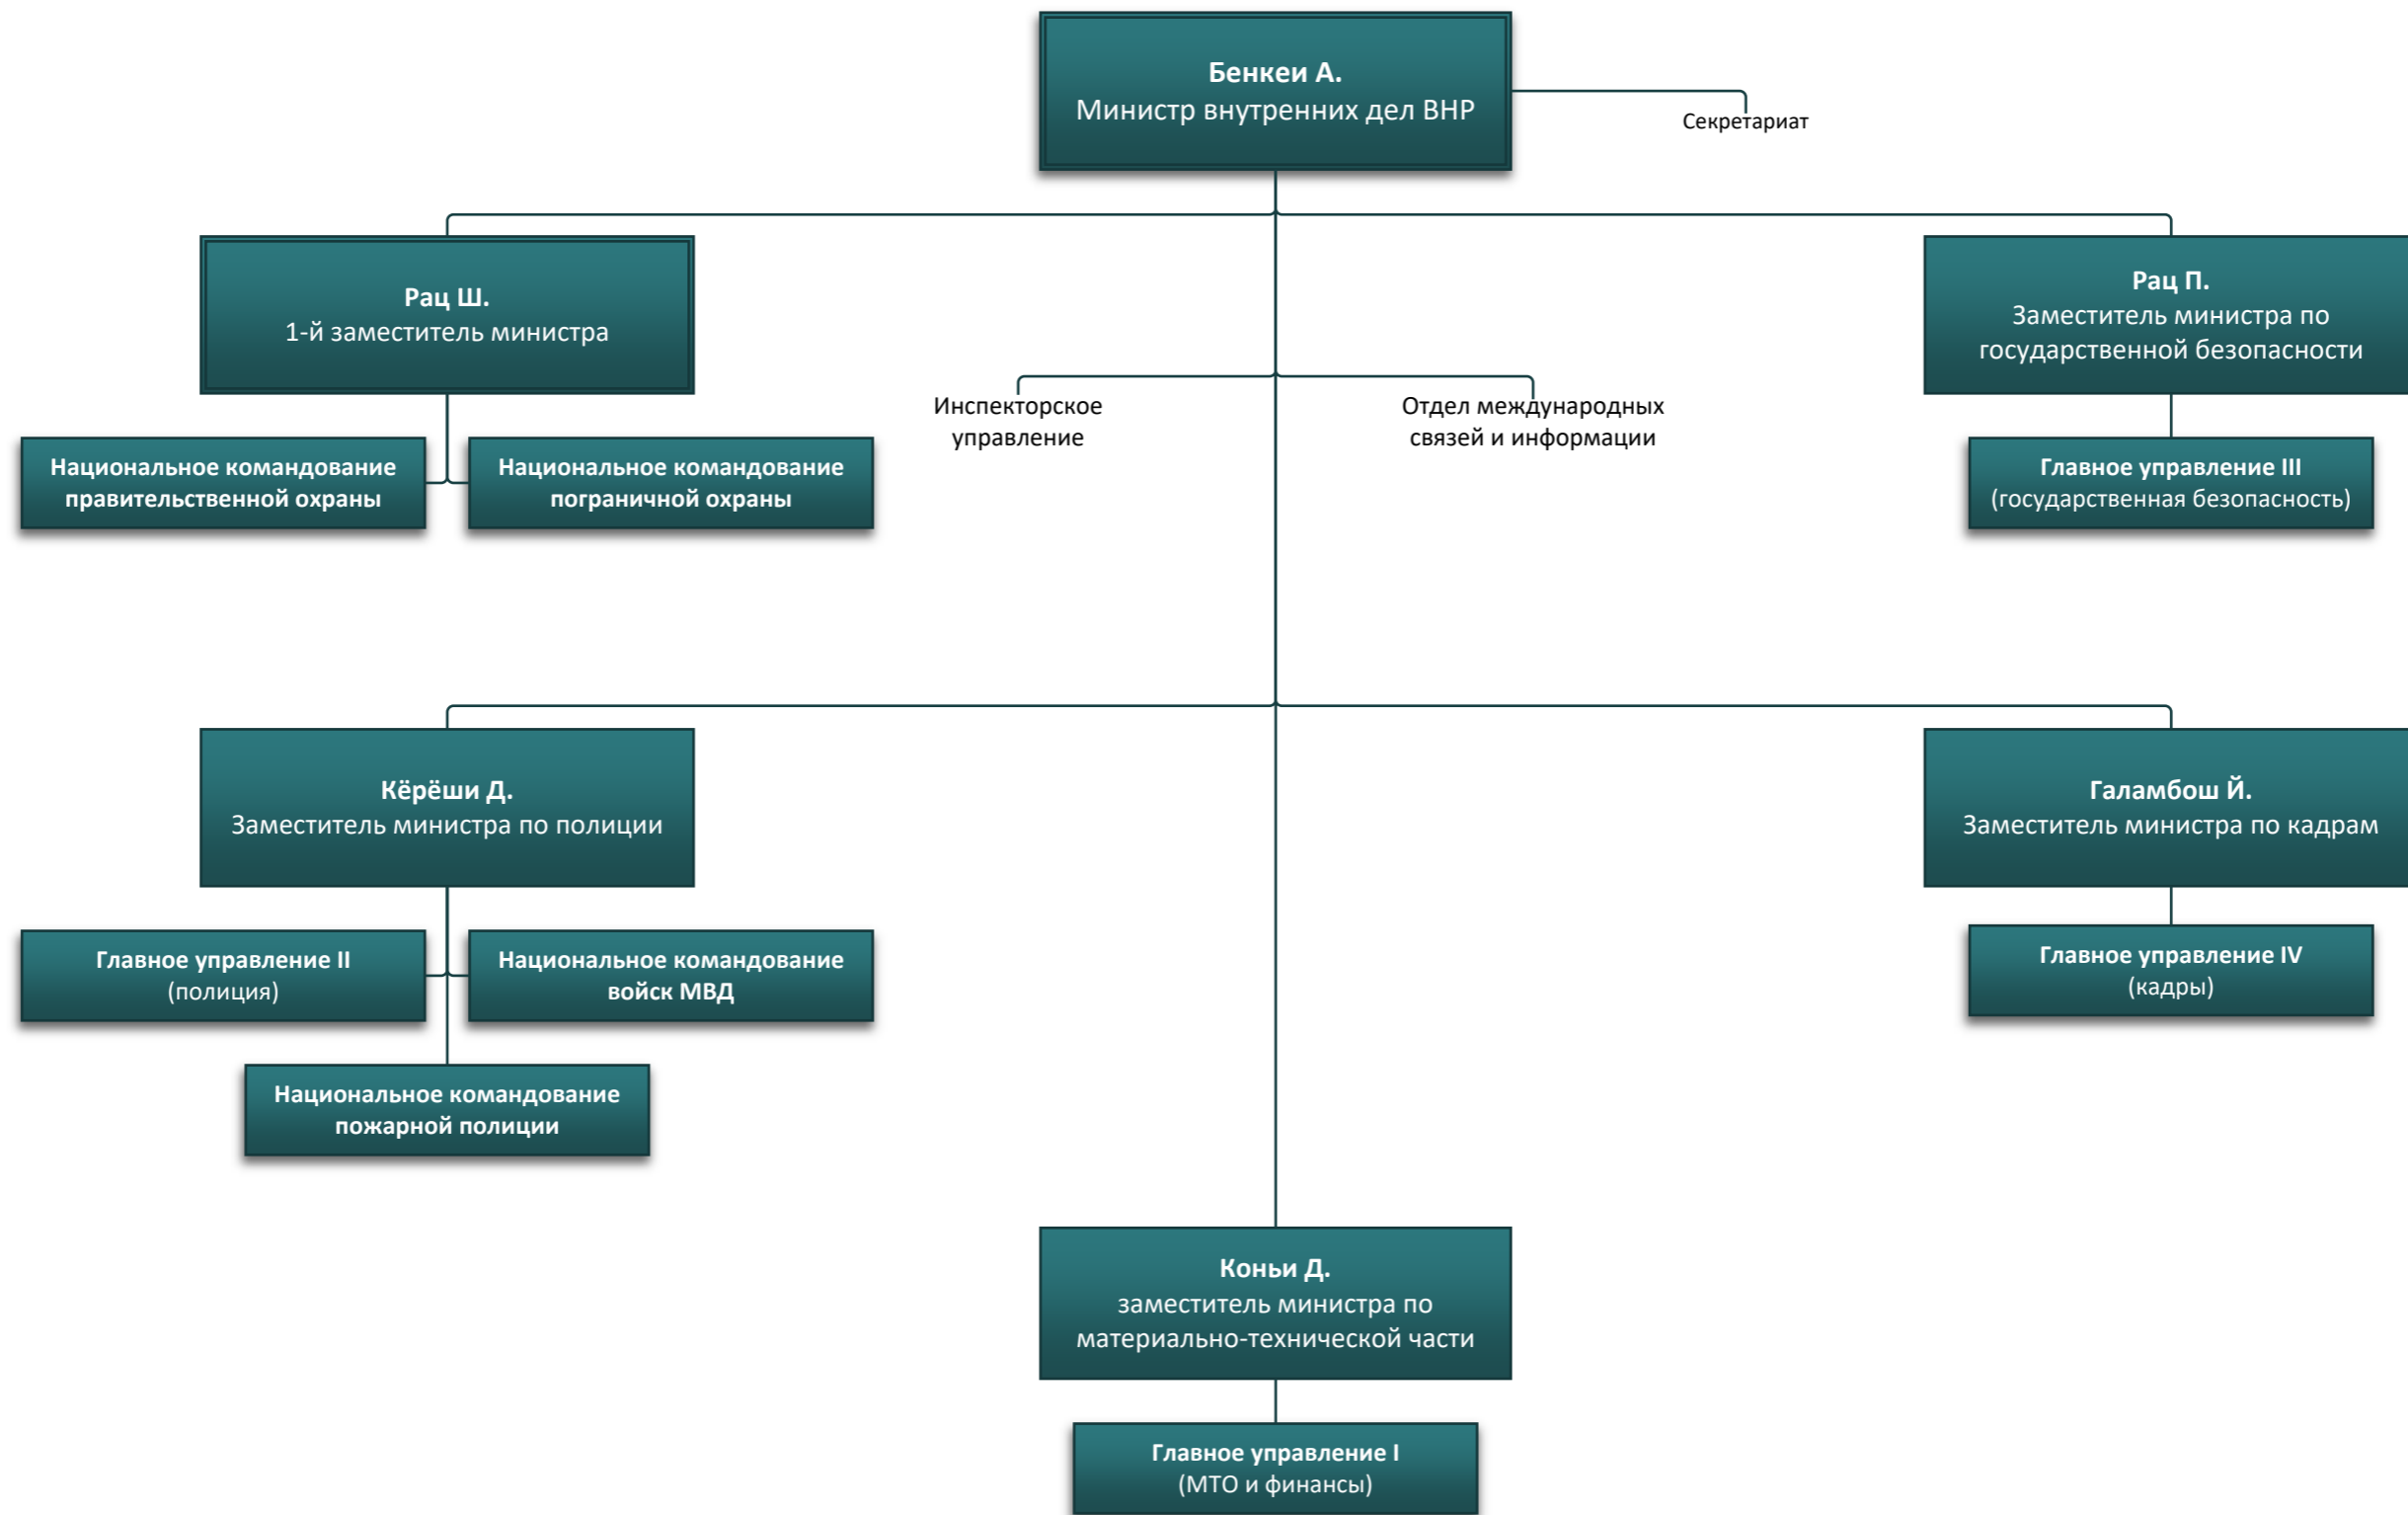 Бенкеи А.
Министр внутренних дел ВНР
Секретариат
Рац Ш.
1-й заместитель министра
Рац П.
Заместитель министра по
государственной безопасности
Инспекторское
управление
Отдел международных
связей и информации
Национальное командование
правительственной охраны
Национальное командование
пограничной охраны
Главное управление III
(государственная безопасность)
Кёрёши Д.
Заместитель министра по полиции
Галамбош Й.
Заместитель министра по кадрам
Главное управление II
(полиция)
Национальное командование
войск МВД
Главное управление IV
(кадры)
Национальное командование
пожарной полиции
Коньи Д.
заместитель министра по
материально-технической части
Главное управление I
(МТО и финансы)